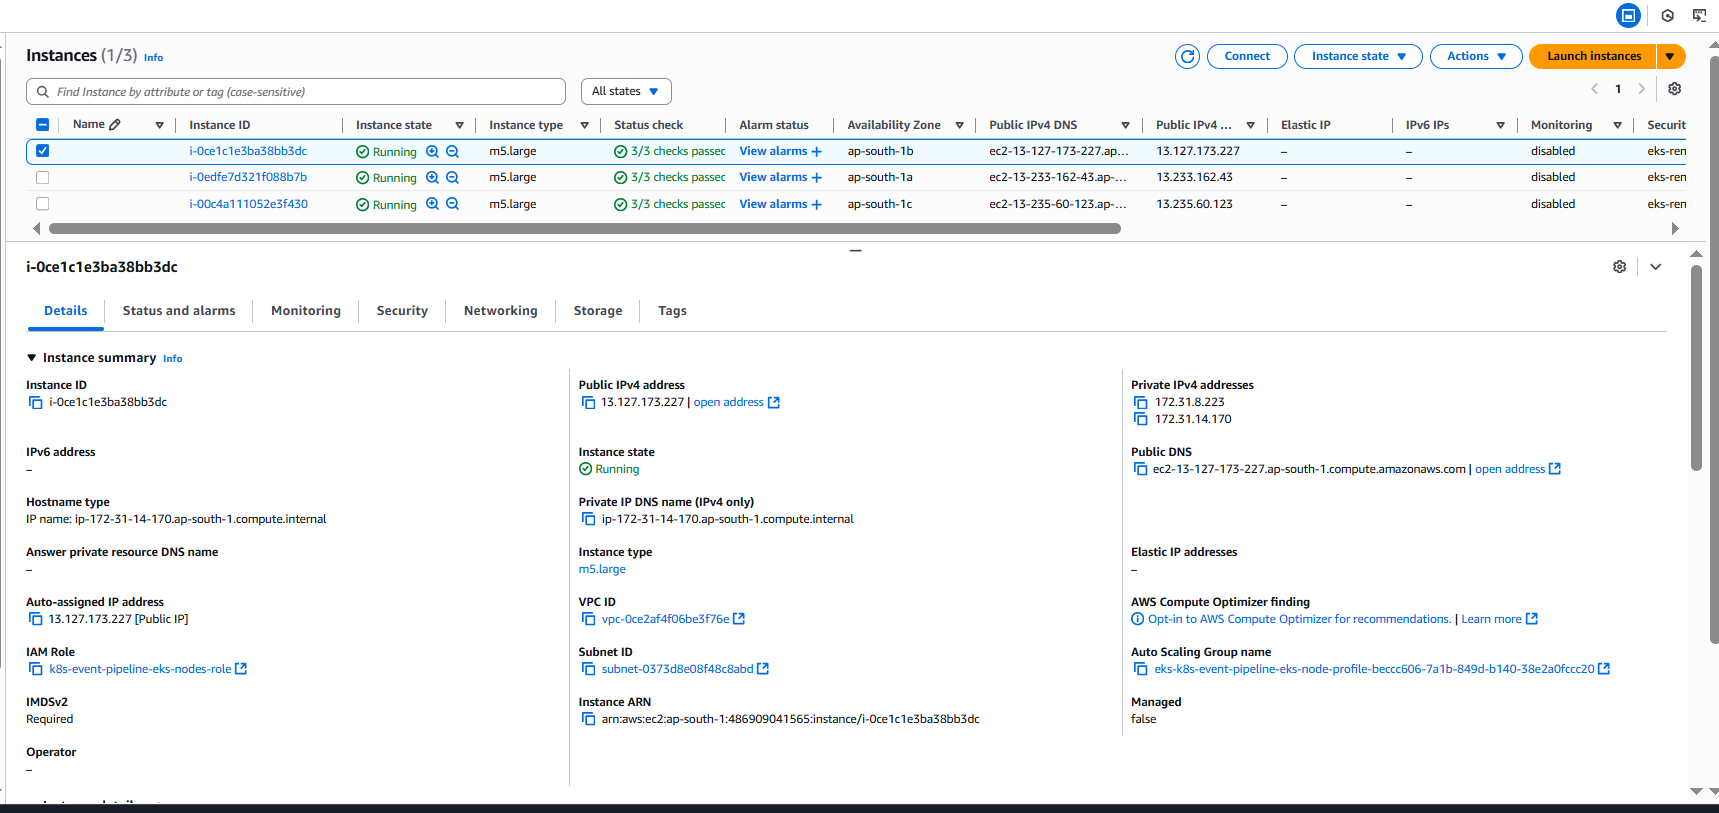 Instances (1/3) Info
Connect Instance state Actions Launch instances
Find Instance by attribute or tag (case-sensitive) All states 1
Name Instance ID Instance state Instance type Status check Alarm status Availability Zone Public IPv4 DNS Public IPv4 ... Elastic IP IPv6 IPs Monitoring Securit
i-0ce1c1e3ba38bb3dc Running m5.large 3/3 checks passec View alarms + ap-south-1b ec2-13-127-173-227.ap... 13.127.173.227 – – disabled eks-ren
i-0edfe7d321f088b7b Running m5.large 3/3 checks passec View alarms + ap-south-1a ec2-13-233-162-43.ap-... 13.233.162.43 – – disabled eks-ren
i-00c4a111052e3f430 Running m5.large 3/3 checks passec View alarms + ap-south-1c ec2-13-235-60-123.ap-... 13.235.60.123 – – disabled eks-ren
i-0ce1c1e3ba38bb3dc
Details Status and alarms Monitoring Security Networking Storage Tags
Instance summary Info
Instance ID
i-0ce1c1e3ba38bb3dc
Public IPv4 address
13.127.173.227 | open address
Private IPv4 addresses
172.31.8.223
172.31.14.170
IPv6 address
–
Instance state
Running
Public DNS
ec2-13-127-173-227.ap-south-1.compute.amazonaws.com | open address
Hostname type
IP name: ip-172-31-14-170.ap-south-1.compute.internal
Private IP DNS name (IPv4 only)
ip-172-31-14-170.ap-south-1.compute.internal
Answer private resource DNS name
–
Instance type
m5.large
Elastic IP addresses
–
Auto-assigned IP address
13.127.173.227 [Public IP]
VPC ID
vpc-0ce2af4f06be3f76e
AWS Compute Optimizer finding
Opt-in to AWS Compute Optimizer for recommendations. | Learn more
IAM Role
k8s-event-pipeline-eks-nodes-role
Subnet ID
subnet-0373d8e08f48c8abd
Auto Scaling Group name
eks-k8s-event-pipeline-eks-node-profile-beccc606-7a1b-849d-b140-38e2a0fccc20
IMDSv2
Required
Instance ARN
arn:aws:ec2:ap-south-1:486909041565:instance/i-0ce1c1e3ba38bb3dc
Managed
false
Operator
–